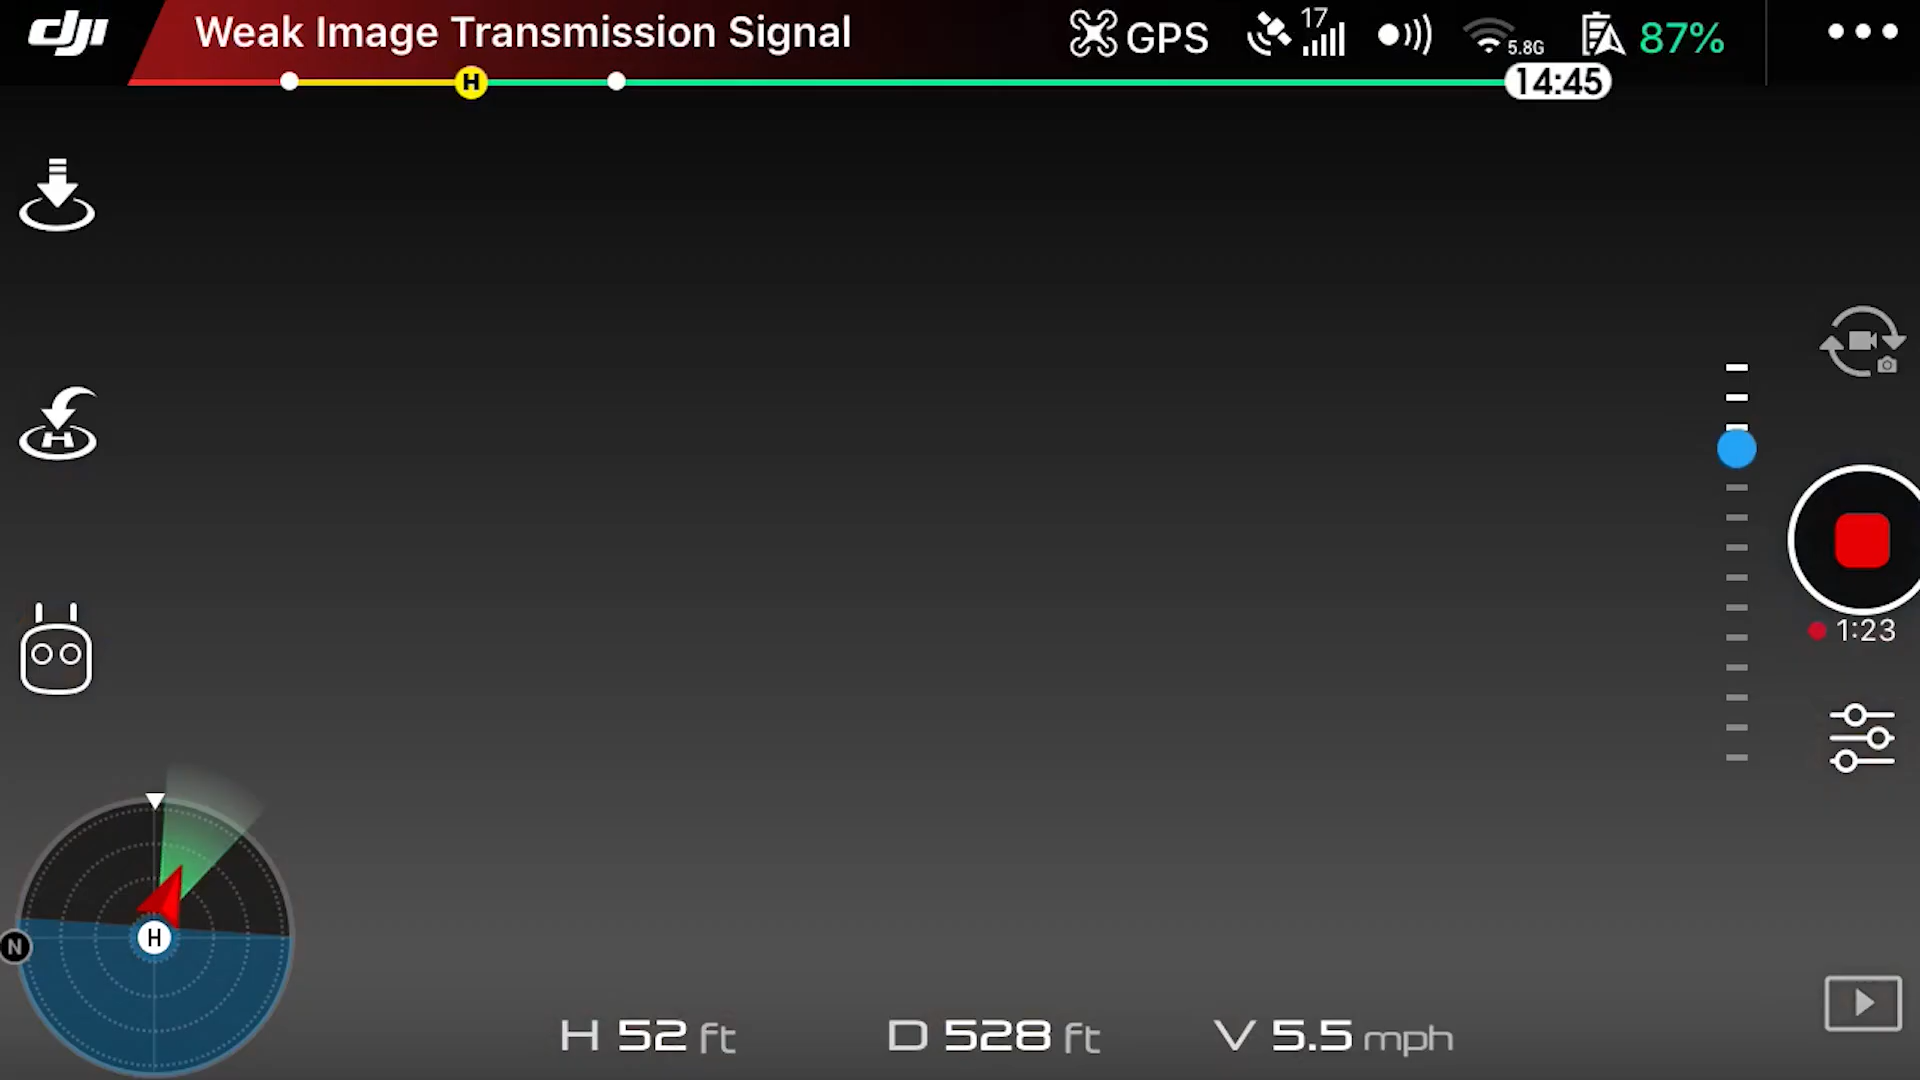 dji
Weak Image Transmission Signal
GPS
17
5.8G
87%
H
14:45
H
1:23
N
H
H 52 ft
D 528 ft
V 5.5 mph